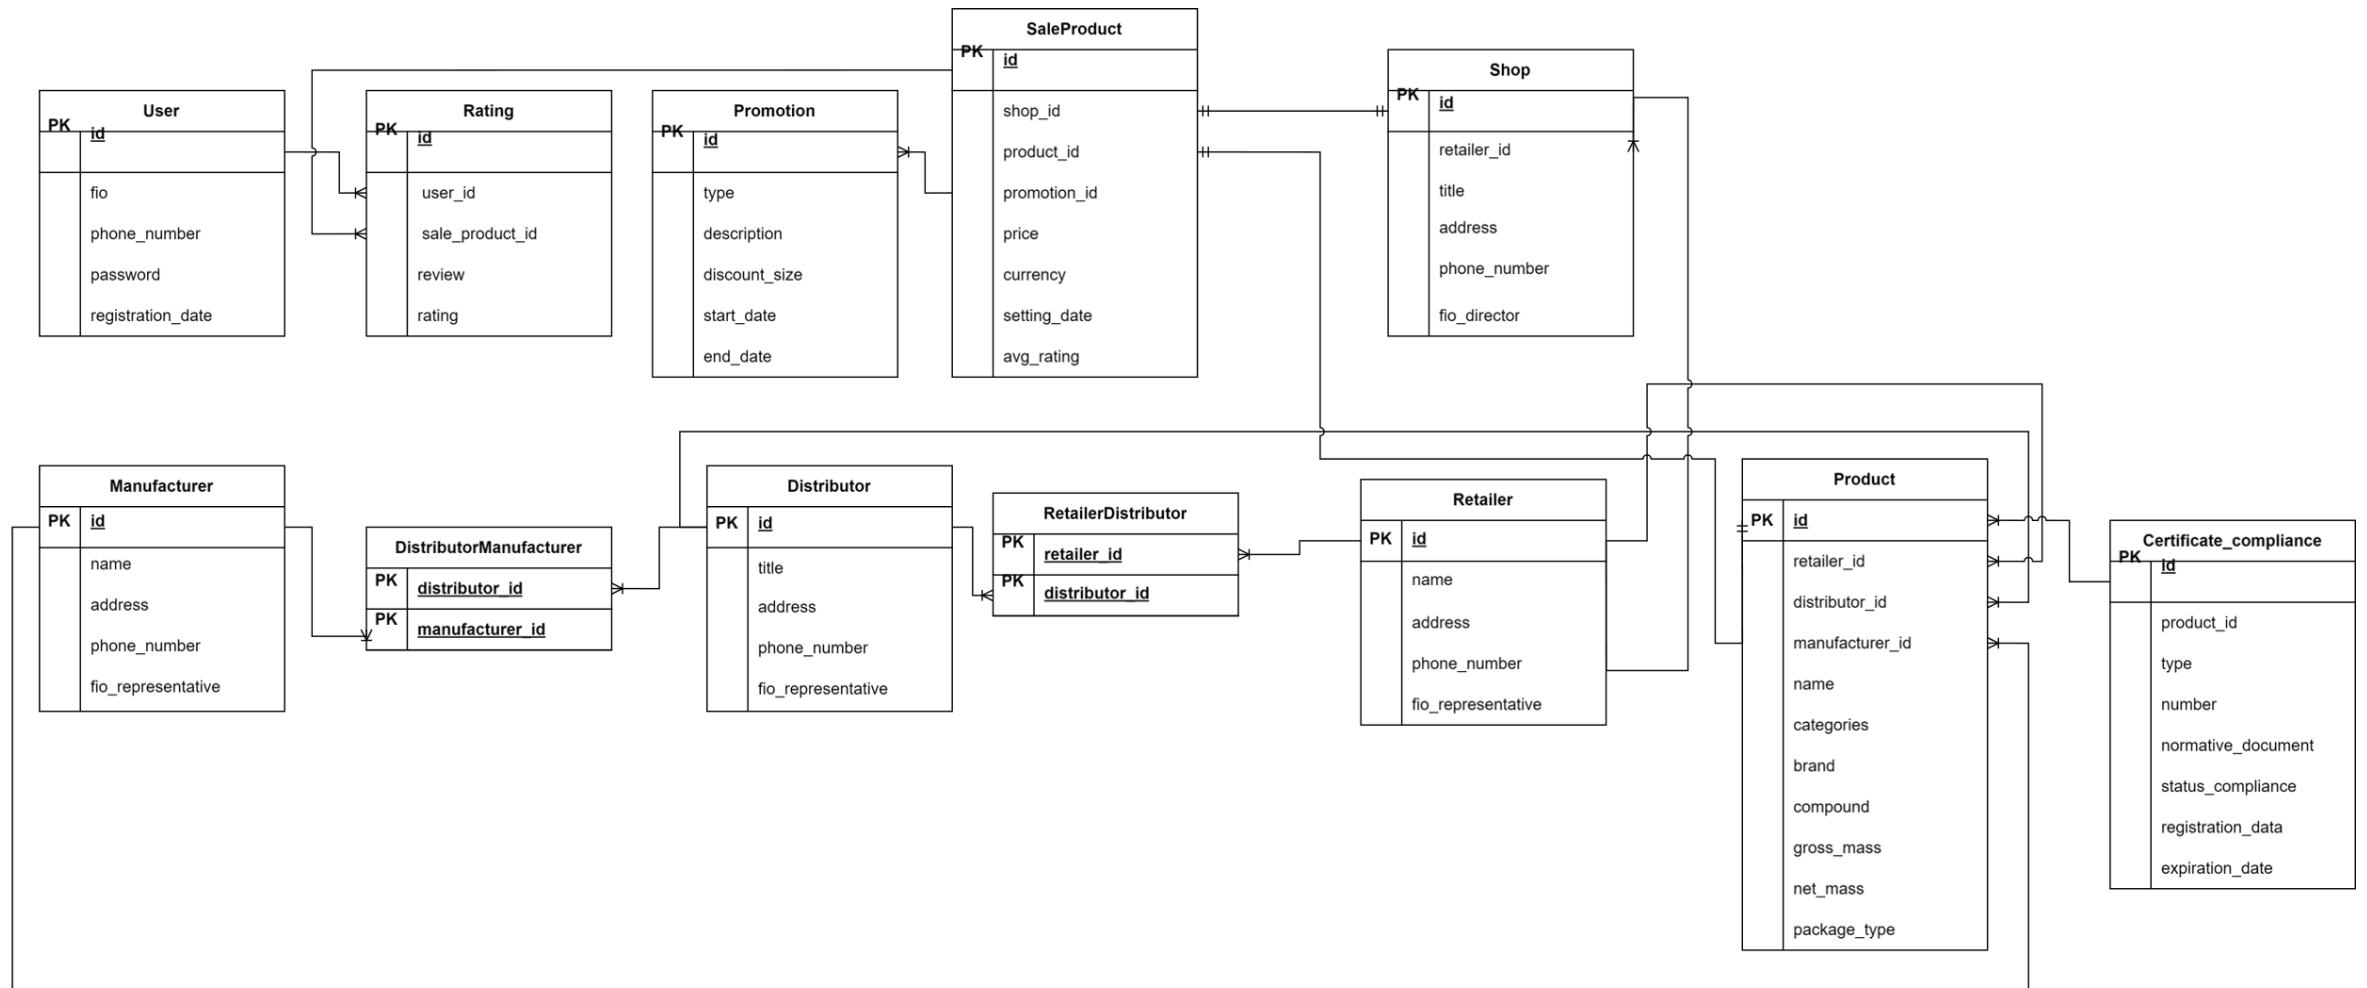 SaleProduct
PK
id
shop_id
product_id
promotion_id
price
currency
setting_date
avg_rating
Shop
PK
id
retailer_id
title
address
phone_number
fio_director
User
PK
id
fio
phone_number
password
registration_date
Rating
PK
id
user_id
sale_product_id
review
rating
Promotion
PK
id
type
description
discount_size
start_date
end_date
Manufacturer
PK
id
name
address
phone_number
fio_representative
DistributorManufacturer
PK
distributor_id
PK
manufacturer_id
Distributor
PK
id
title
address
phone_number
fio_representative
RetailerDistributor
PK
retailer_id
PK
distributor_id
Retailer
PK
id
name
address
phone_number
fio_representative
Product
PK
id
retailer_id
distributor_id
manufacturer_id
name
categories
brand
compound
gross_mass
net_mass
package_type
Certificate_compliance
PK
id
product_id
type
number
normative_document
status_compliance
registration_data
expiration_date